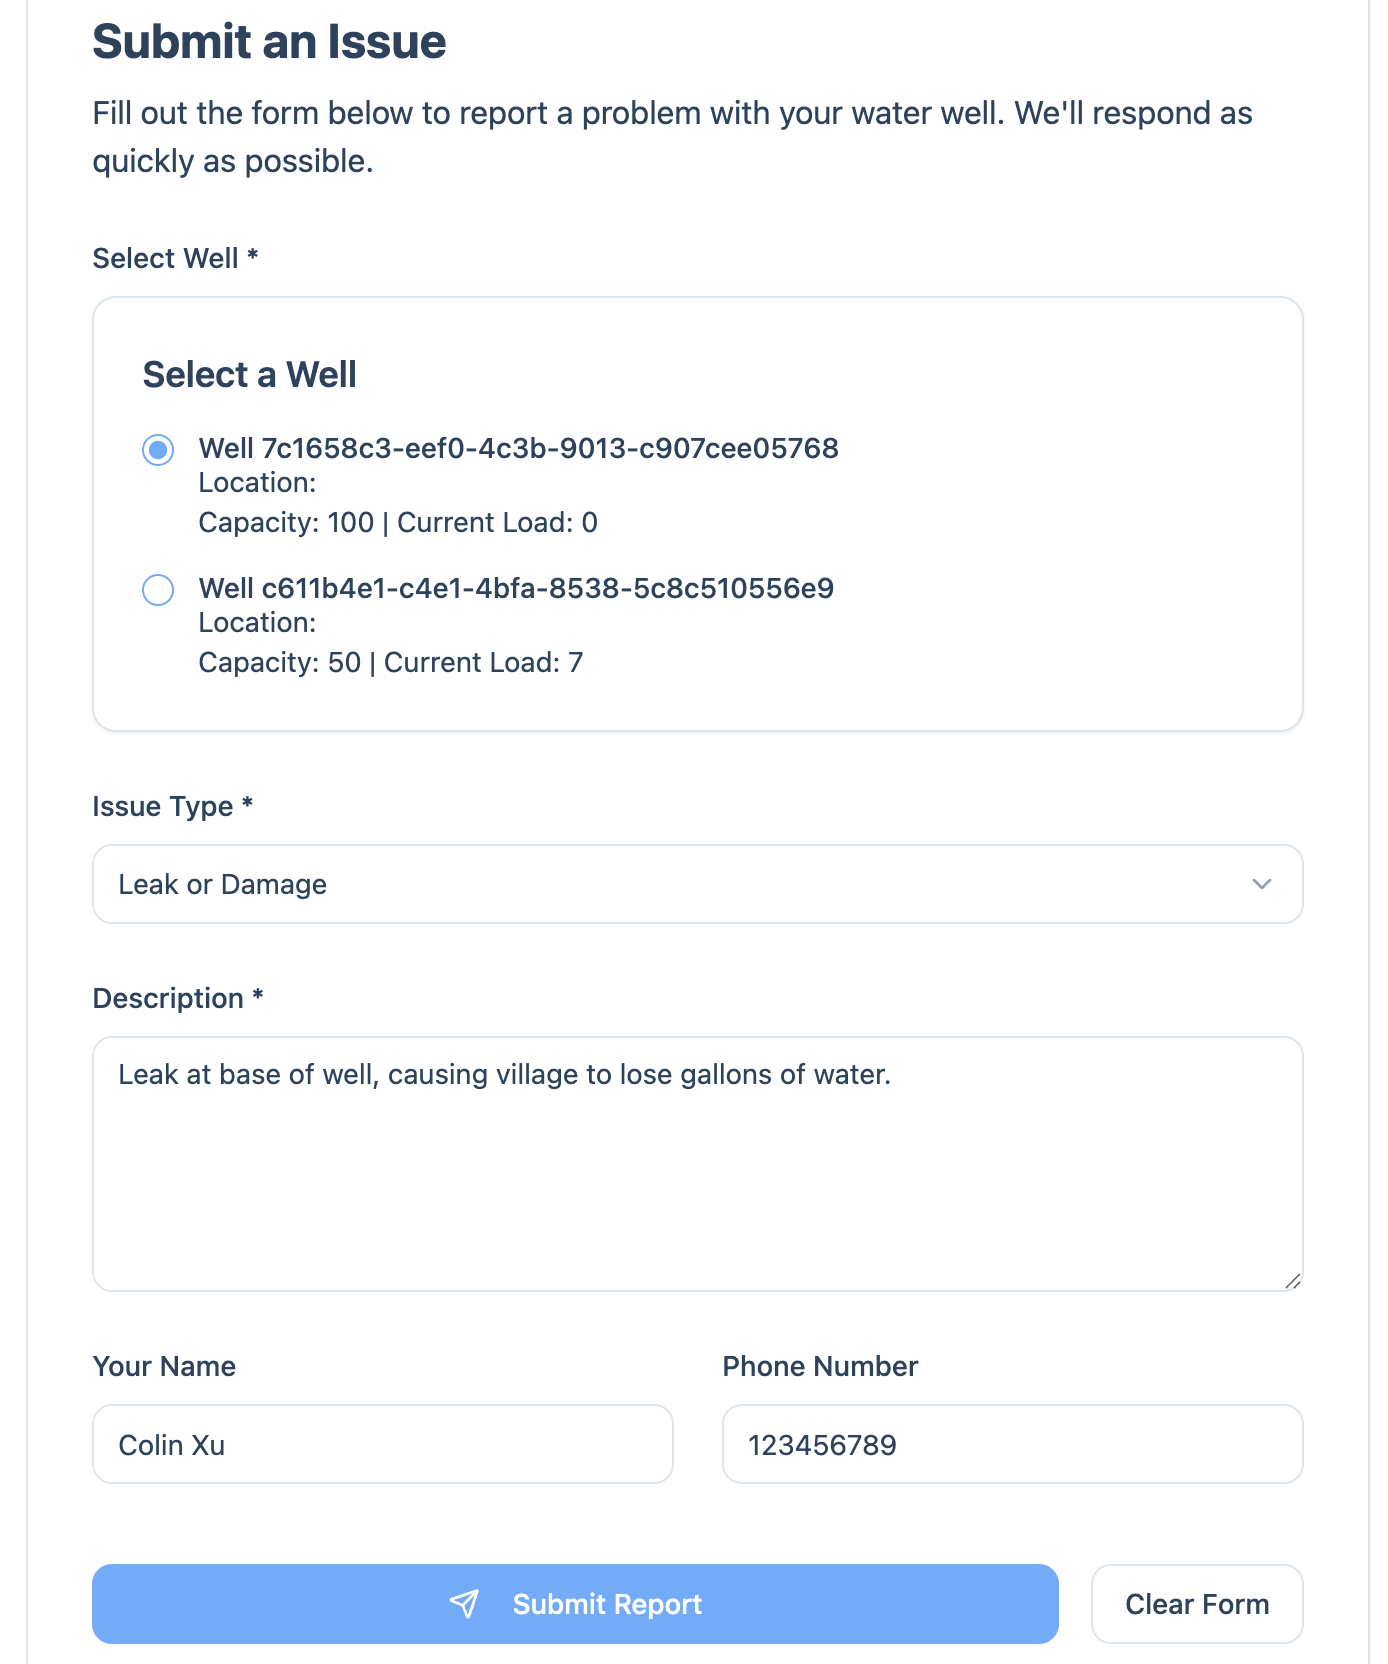 Submit an Issue
Fill out the form below to report a problem with your water well. We'll respond as
quickly as possible.
Select Well *
Select a Well
Well 7c1658c3-eef0-4c3b-9013-c907cee05768
Location:
Capacity: 100 | Current Load: 0
Well c611b4e1-c4e1-4bfa-8538-5c8c510556e9
Location:
Capacity: 50 | Current Load: 7
Issue Type *
Leak or Damage
Description *
Leak at base of well, causing village to lose gallons of water.
Your Name
Phone Number
Colin Xu
123456789
Submit Report
Clear Form